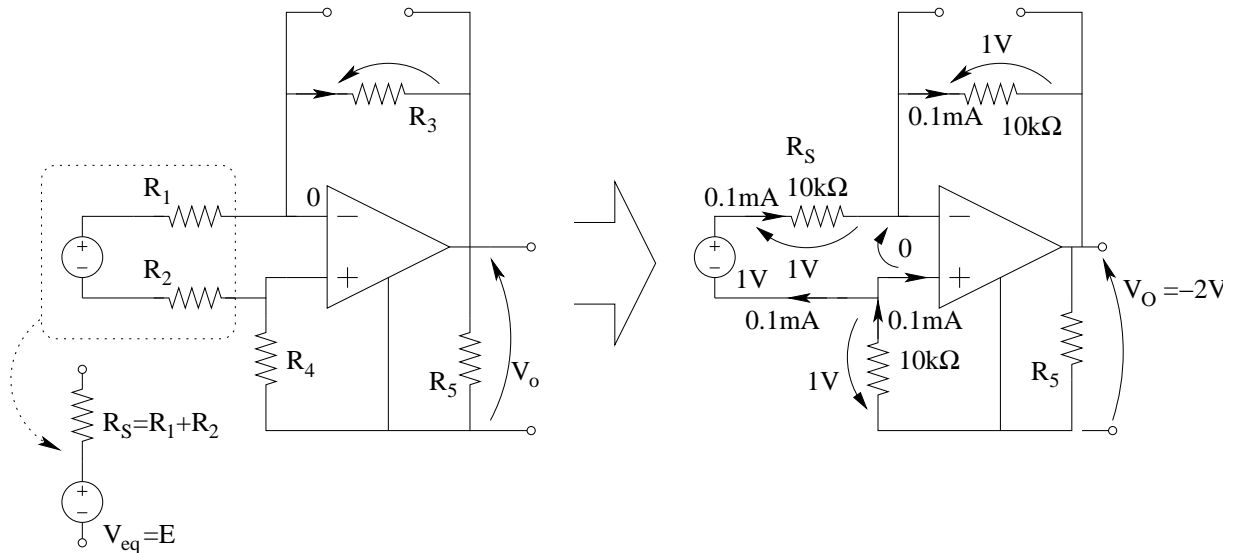 R3
R1
0
+
−
R2
−
+
R4
R5
Vo
RS=R1+R2
+
−
Veq=E
1V
0.1mA
10kΩ
RS
10kΩ
0.1mA
−
+
−
0
1V
1V
+
VO =−2V
0.1mA
0.1mA
10kΩ
1V
R5